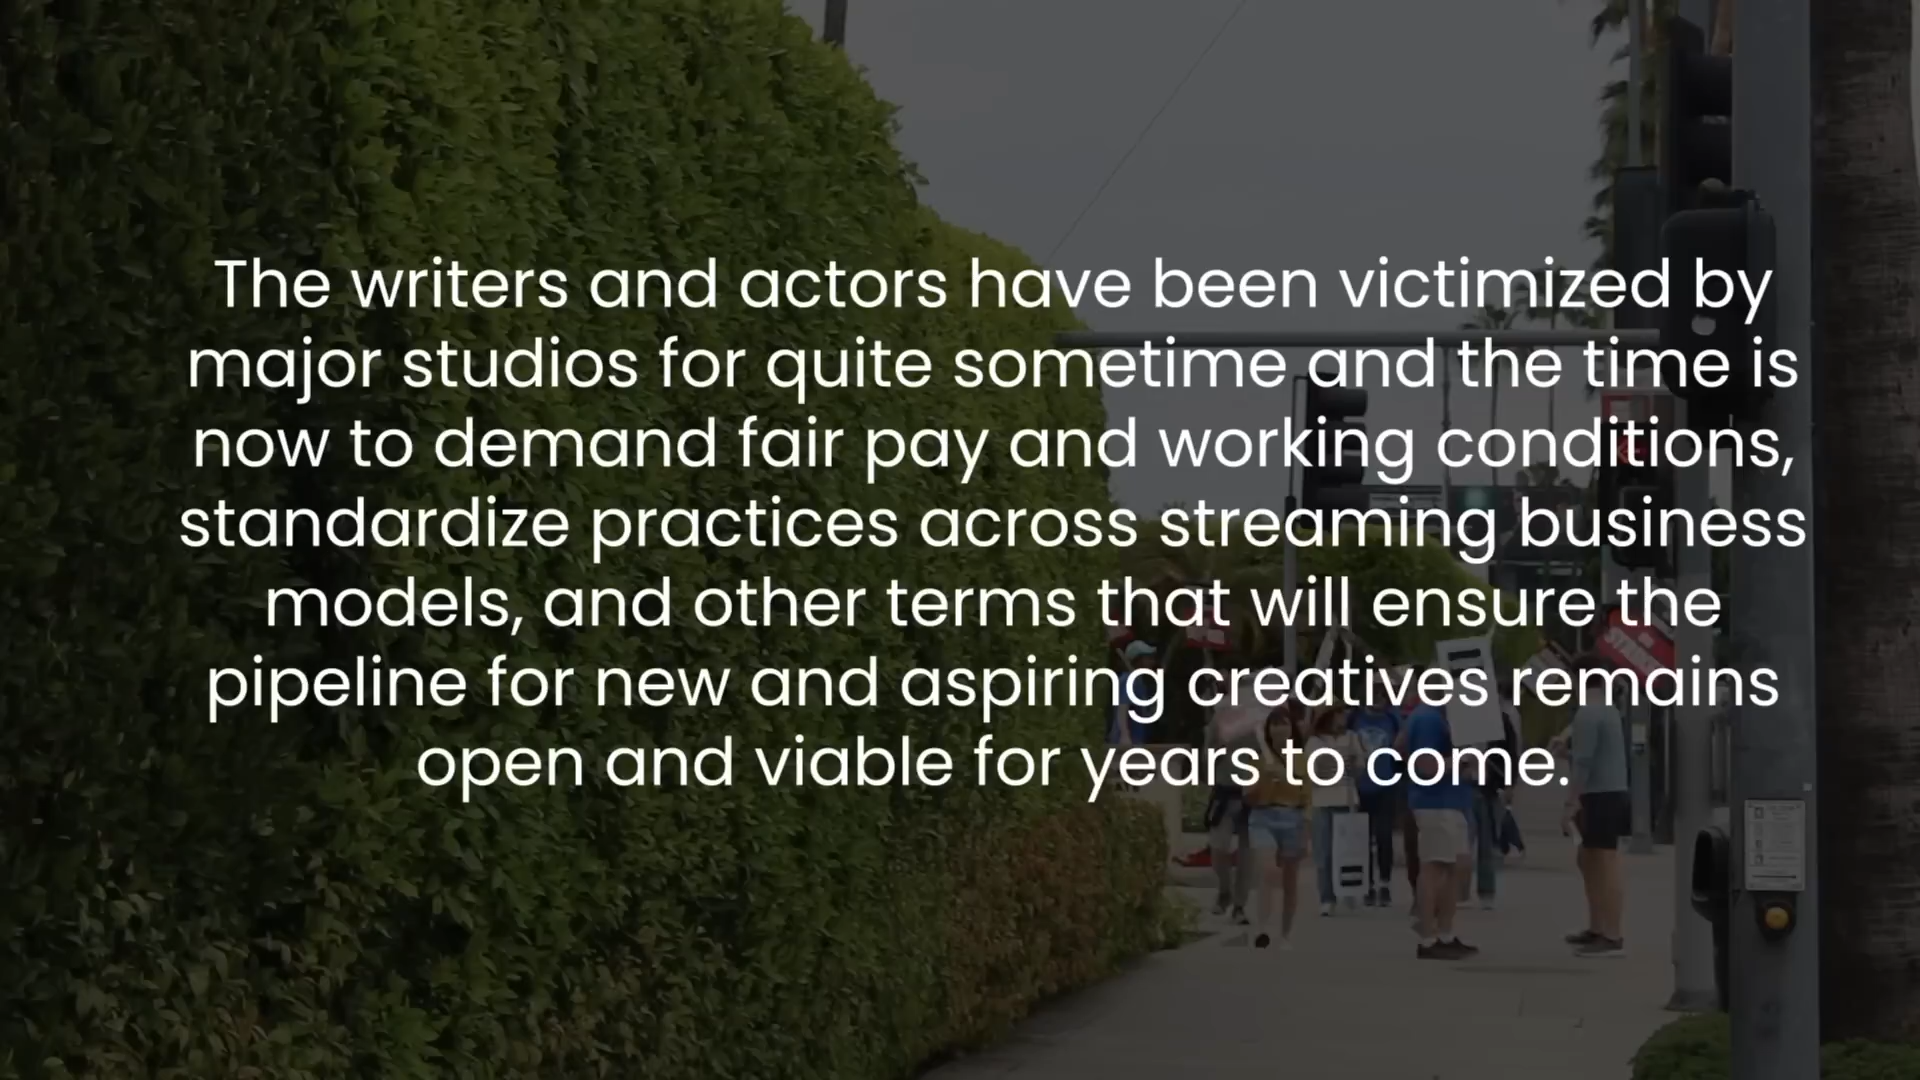 The writers and actors have been victimized by
major studios for quite sometime and the time is
now to demand fair pay and working conditions,
standardize practices across streaming business
models, and other terms that will ensure the
pipeline for new and aspiring creatives remains
open and viable for years to come.